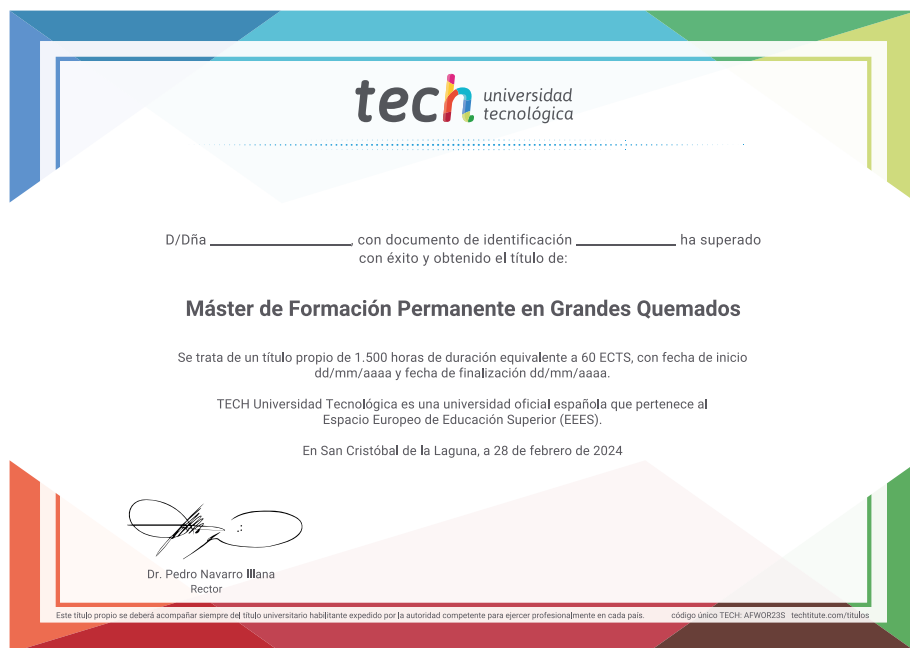 tech universidad
tecnológica
D/Dña ____________, con documento de identificación ____________ ha superado
con éxito y obtenido el título de:
Máster de Formación Permanente en Grandes Quemados
Se trata de un título propio de 1.500 horas de duración equivalente a 60 ECTS, con fecha de inicio
dd/mm/aaaa y fecha de finalización dd/mm/aaaa.
TECH Universidad Tecnológica es una universidad oficial española que pertenece al
Espacio Europeo de Educación Superior (EEES).
En San Cristóbal de la Laguna, a 28 de febrero de 2024
Dr. Pedro Navarro Illana
Rector
Este título propio se deberá acompañar siempre del título universitario habilitante expedido por la autoridad competente para ejercer profesionalmente en cada país. código único TECH: AFWOR23S techtitute.com/titulos